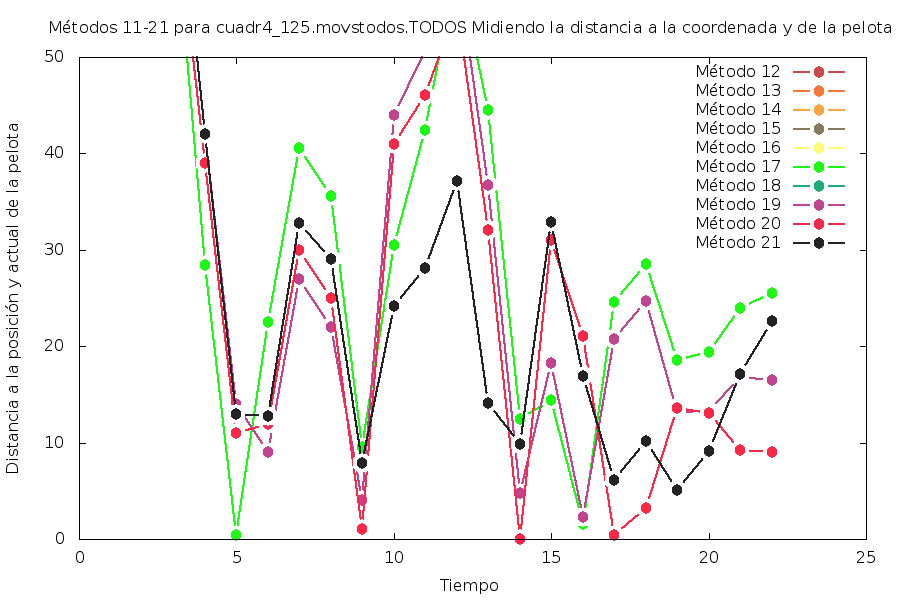 Métodos 11-21 para cuadr4_125.movstodos.TODOS Midiendo la distancia a la coordenada y de la pelota
Distancia a la posición y actual de la pelota
50
40
30
20
10
0
0
5
10
15
20
25
Tiempo
Método 12
Método 13
Método 14
Método 15
Método 16
Método 17
Método 18
Método 19
Método 20
Método 21